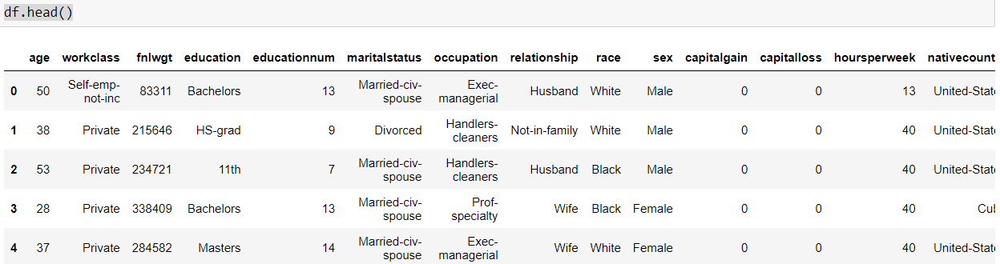 df.head()
age workclass fnlwgt education educationnum maritalstatus occupation relationship race sex capitalgain capitalloss hoursperweek nativecount
0 50 Self-emp-not-inc 83311 Bachelors 13 Married-civ-spouse Exec-managerial Husband White Male 0 0 13 United-State
1 38 Private 215646 HS-grad 9 Divorced Handlers-cleaners Not-in-family White Male 0 0 40 United-State
2 53 Private 234721 11th 7 Married-civ-spouse Handlers-cleaners Husband Black Male 0 0 40 United-State
3 28 Private 338409 Bachelors 13 Married-civ-spouse Prof-specialty Wife Black Female 0 0 40 Cub
4 37 Private 284582 Masters 14 Married-civ-spouse Exec-managerial Wife White Female 0 0 40 United-State